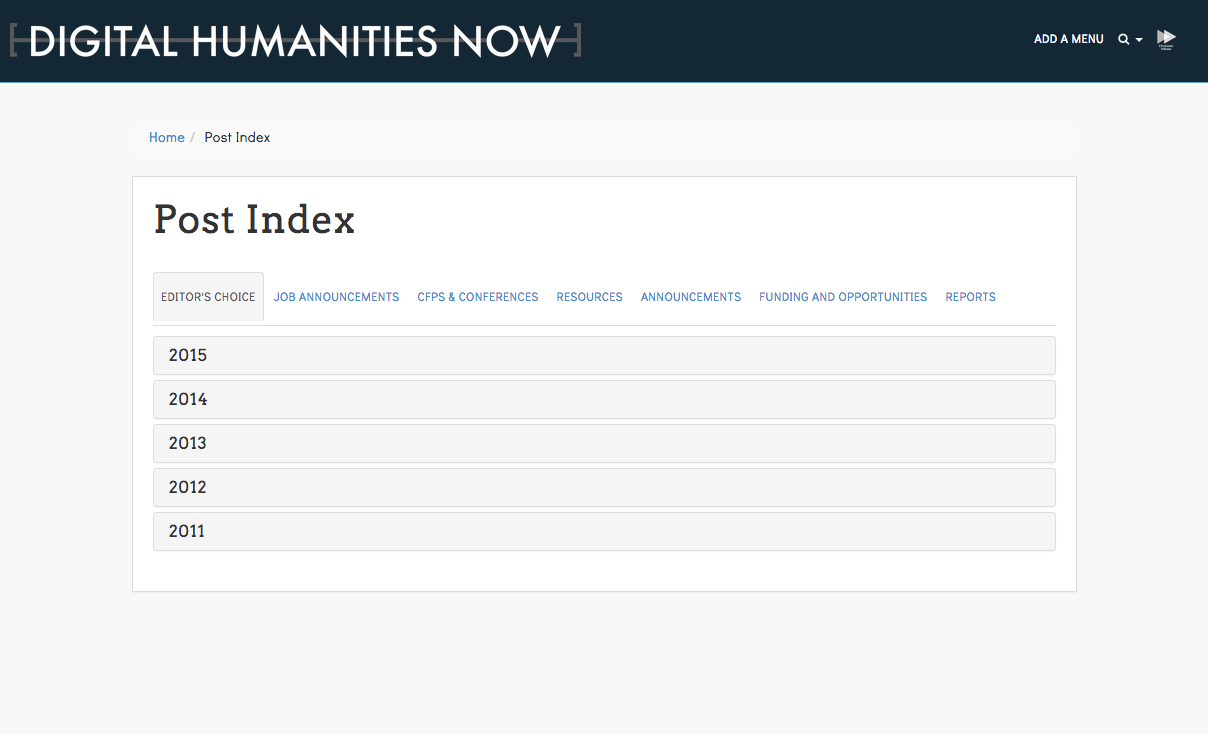 DIGITAL HUMANITIES NOW
ADD A MENU
Home / Post Index
Post Index
EDITOR'S CHOICE JOB ANNOUNCEMENTS CFPS & CONFERENCES RESOURCES ANNOUNCEMENTS FUNDING AND OPPORTUNITIES REPORTS
2015
2014
2013
2012
2011